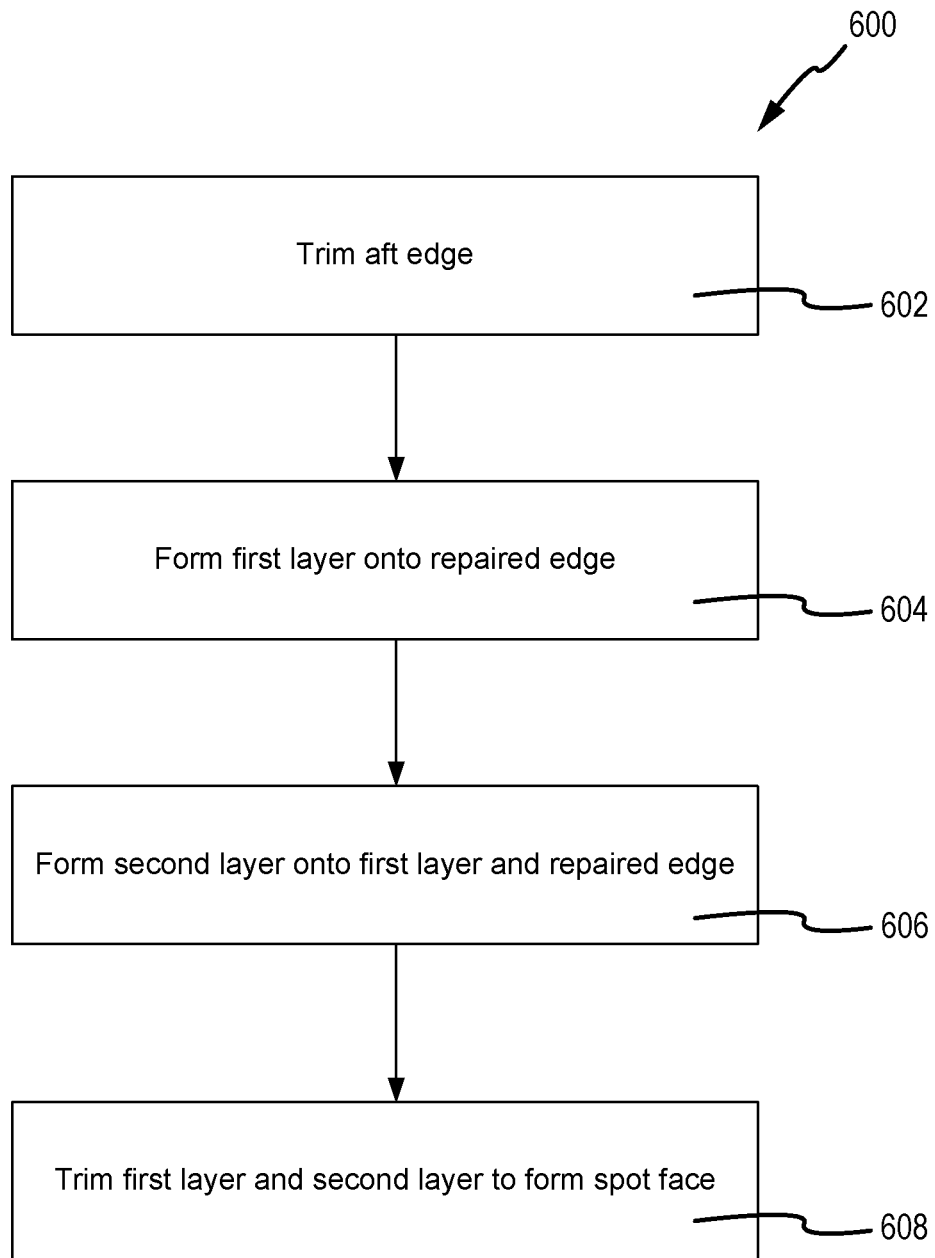 600
Trim aft edge
602
Form first layer onto repaired edge
604
Form second layer onto first layer and repaired edge
606
Trim first layer and second layer to form spot face
608